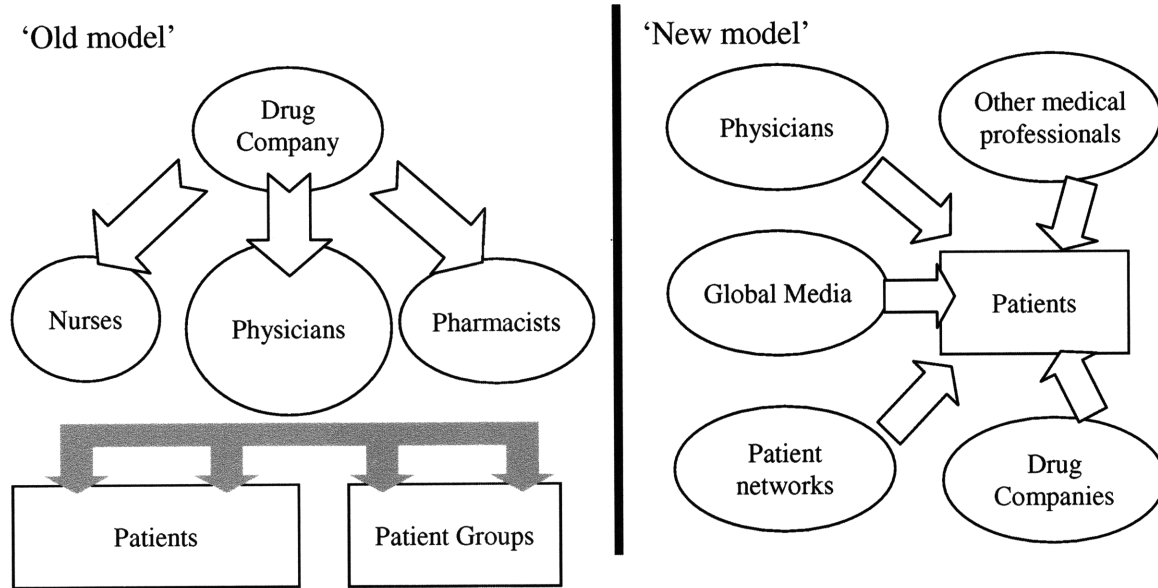 ‘Old model’
Drug
Company
Nurses
Physicians
Pharmacists
Patients
Patient Groups
‘New model’
Physicians
Other medical
professionals
Global Media
Patients
Patient
networks
Drug
Companies